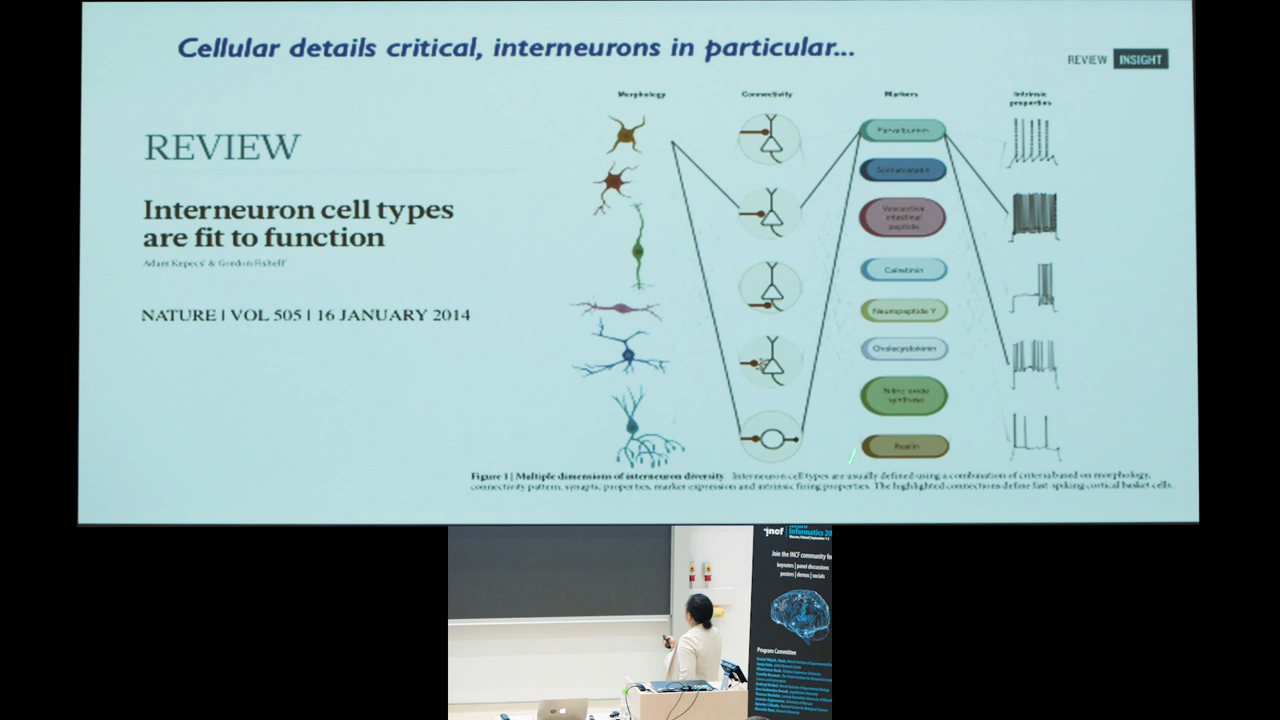 Cellular details critical, interneurons in particular...
REVIEW INSIGHT
REVIEW
Interneuron cell types
are fit to function
Adam Kepecs & Gordon Fishell
NATURE | VOL 505 | 16 JANUARY 2014
Morphology
Connectivity
Markers
Intrinsic
properties
Parvalbumin
Somatostatin
Vasoactive
intestinal
peptide
Calretinin
Neuropeptide Y
Cholecystokinin
Nitric oxide
synthase
Reelin
Figure 1 | Multiple dimensions of interneuron diversity Interneuron cell types are usually defined using a combination of criteria based on morphology,
connectivity pattern, synaptic properties, marker expression and intrinsic firing properties. The highlighted connections define fast-spiking cortical basket cells.
incf
Informatics 20
Join the INCF community fo
keynotes | panel discussions
posters | demos | socials
Program Committee